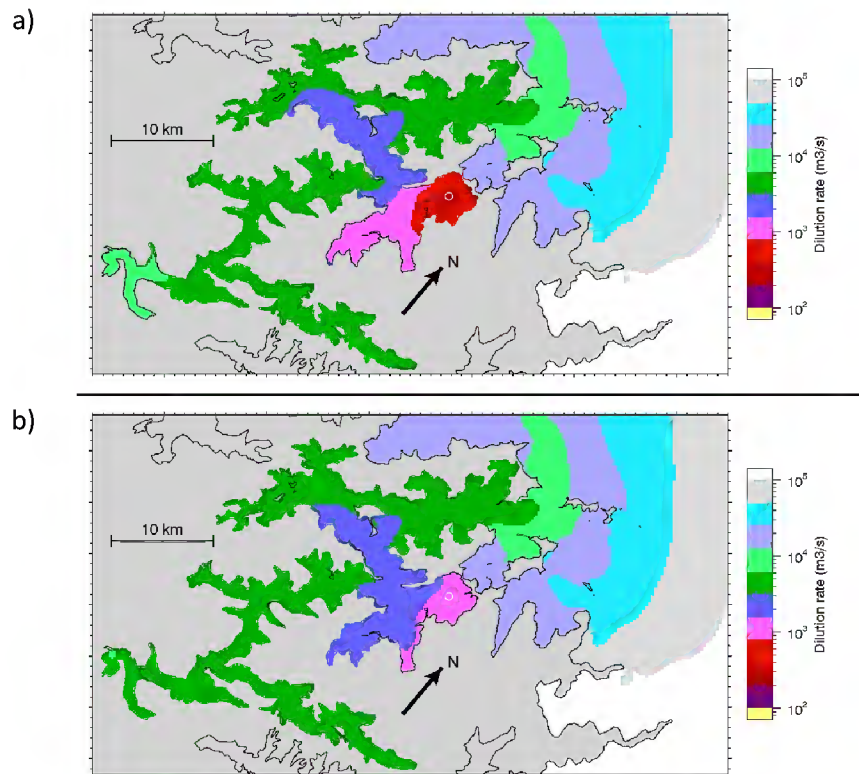 a)
10 km
N
10⁵
10⁴
10³
10²
Dilution rate (m3/s)
b)
10 km
N
10⁵
10⁴
10³
10²
Dilution rate (m3/s)